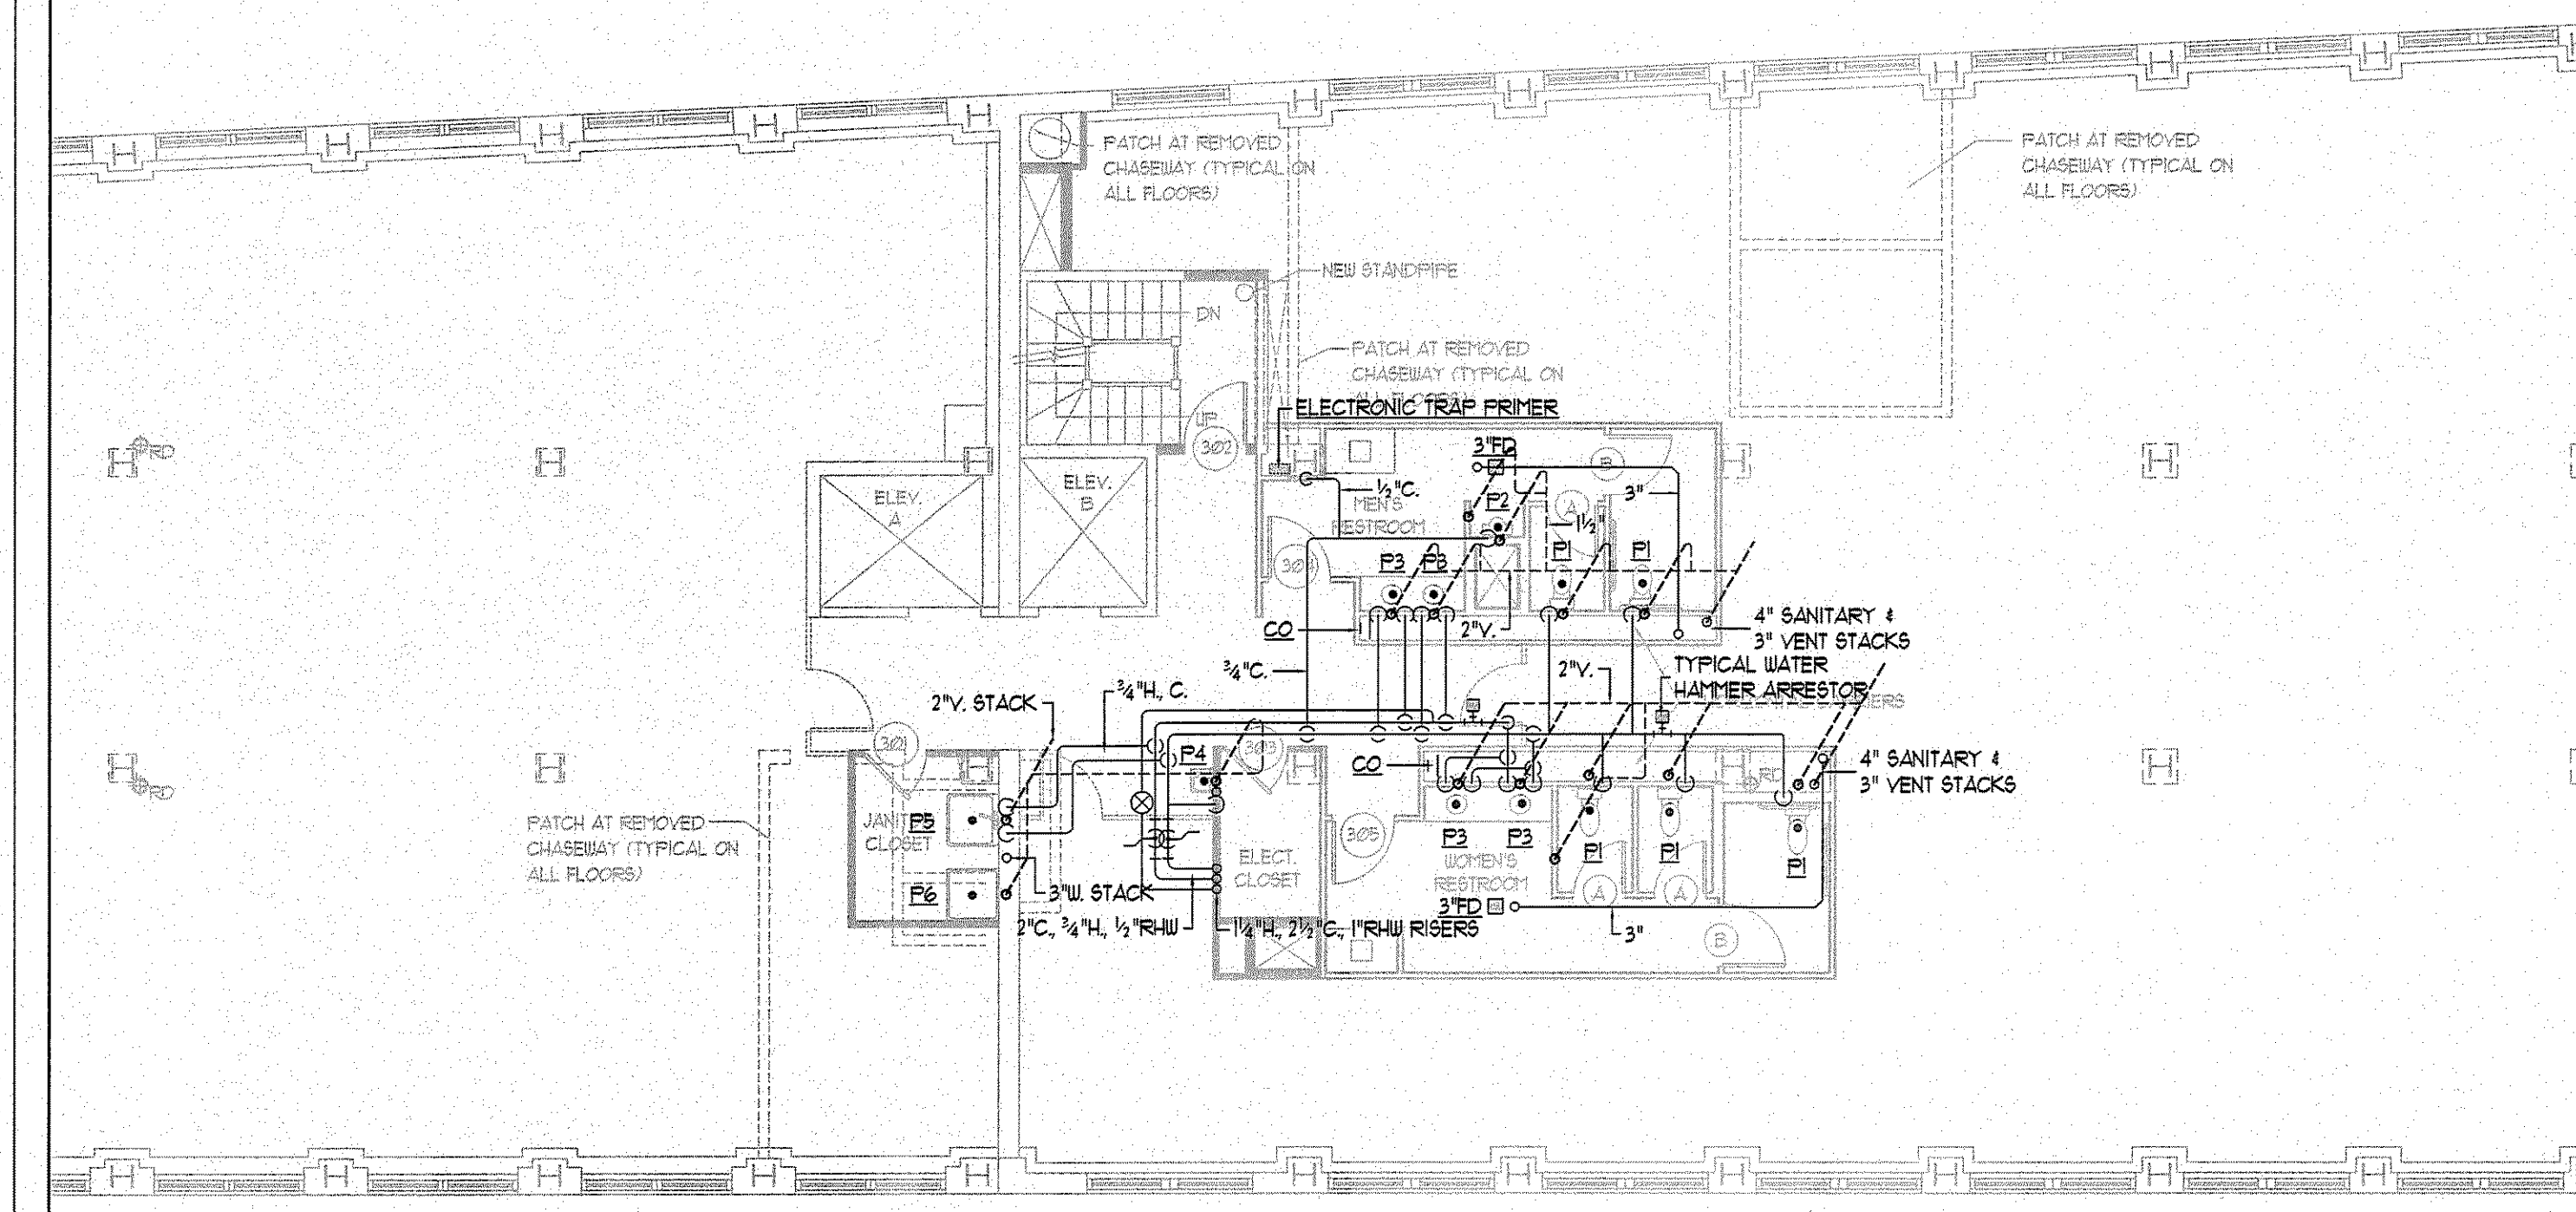 PATCH AT REMOVED
CHASEWAY (TYPICAL ON
ALL FLOORS)
PATCH AT REMOVED
CHASEWAY (TYPICAL ON
ALL FLOORS)
NEW STANDPIPE
DN
PATCH AT REMOVED
CHASEWAY (TYPICAL ON
ELECTRONIC TRAP PRIMER
UP
302
RD
3"FD
B
ELEV.
A
ELEV.
B
½"C.
MEN'S
RESTROOM
P2
A
3"
1½"
P3
P3
P1
P1
CO
2"V.
4" SANITARY &
3" VENT STACKS
¾"C.
2"V.
TYPICAL WATER
HAMMER ARRESTOR
¾"H., C.
2"V. STACK
301
P4
303
CO
4" SANITARY &
3" VENT STACKS
RD
RD
PATCH AT REMOVED
CHASEWAY (TYPICAL ON
ALL FLOORS)
P5
CLOSET
305
P3
P3
P1
P1
P1
ELECT.
CLOSET
WOMEN'S
RESTROOM
P6
3"W. STACK
A
A
3"FD
2"C., ¾"H., ½"RHW
1¼"H., 2½"C., 1"RHW RISERS
3"
B